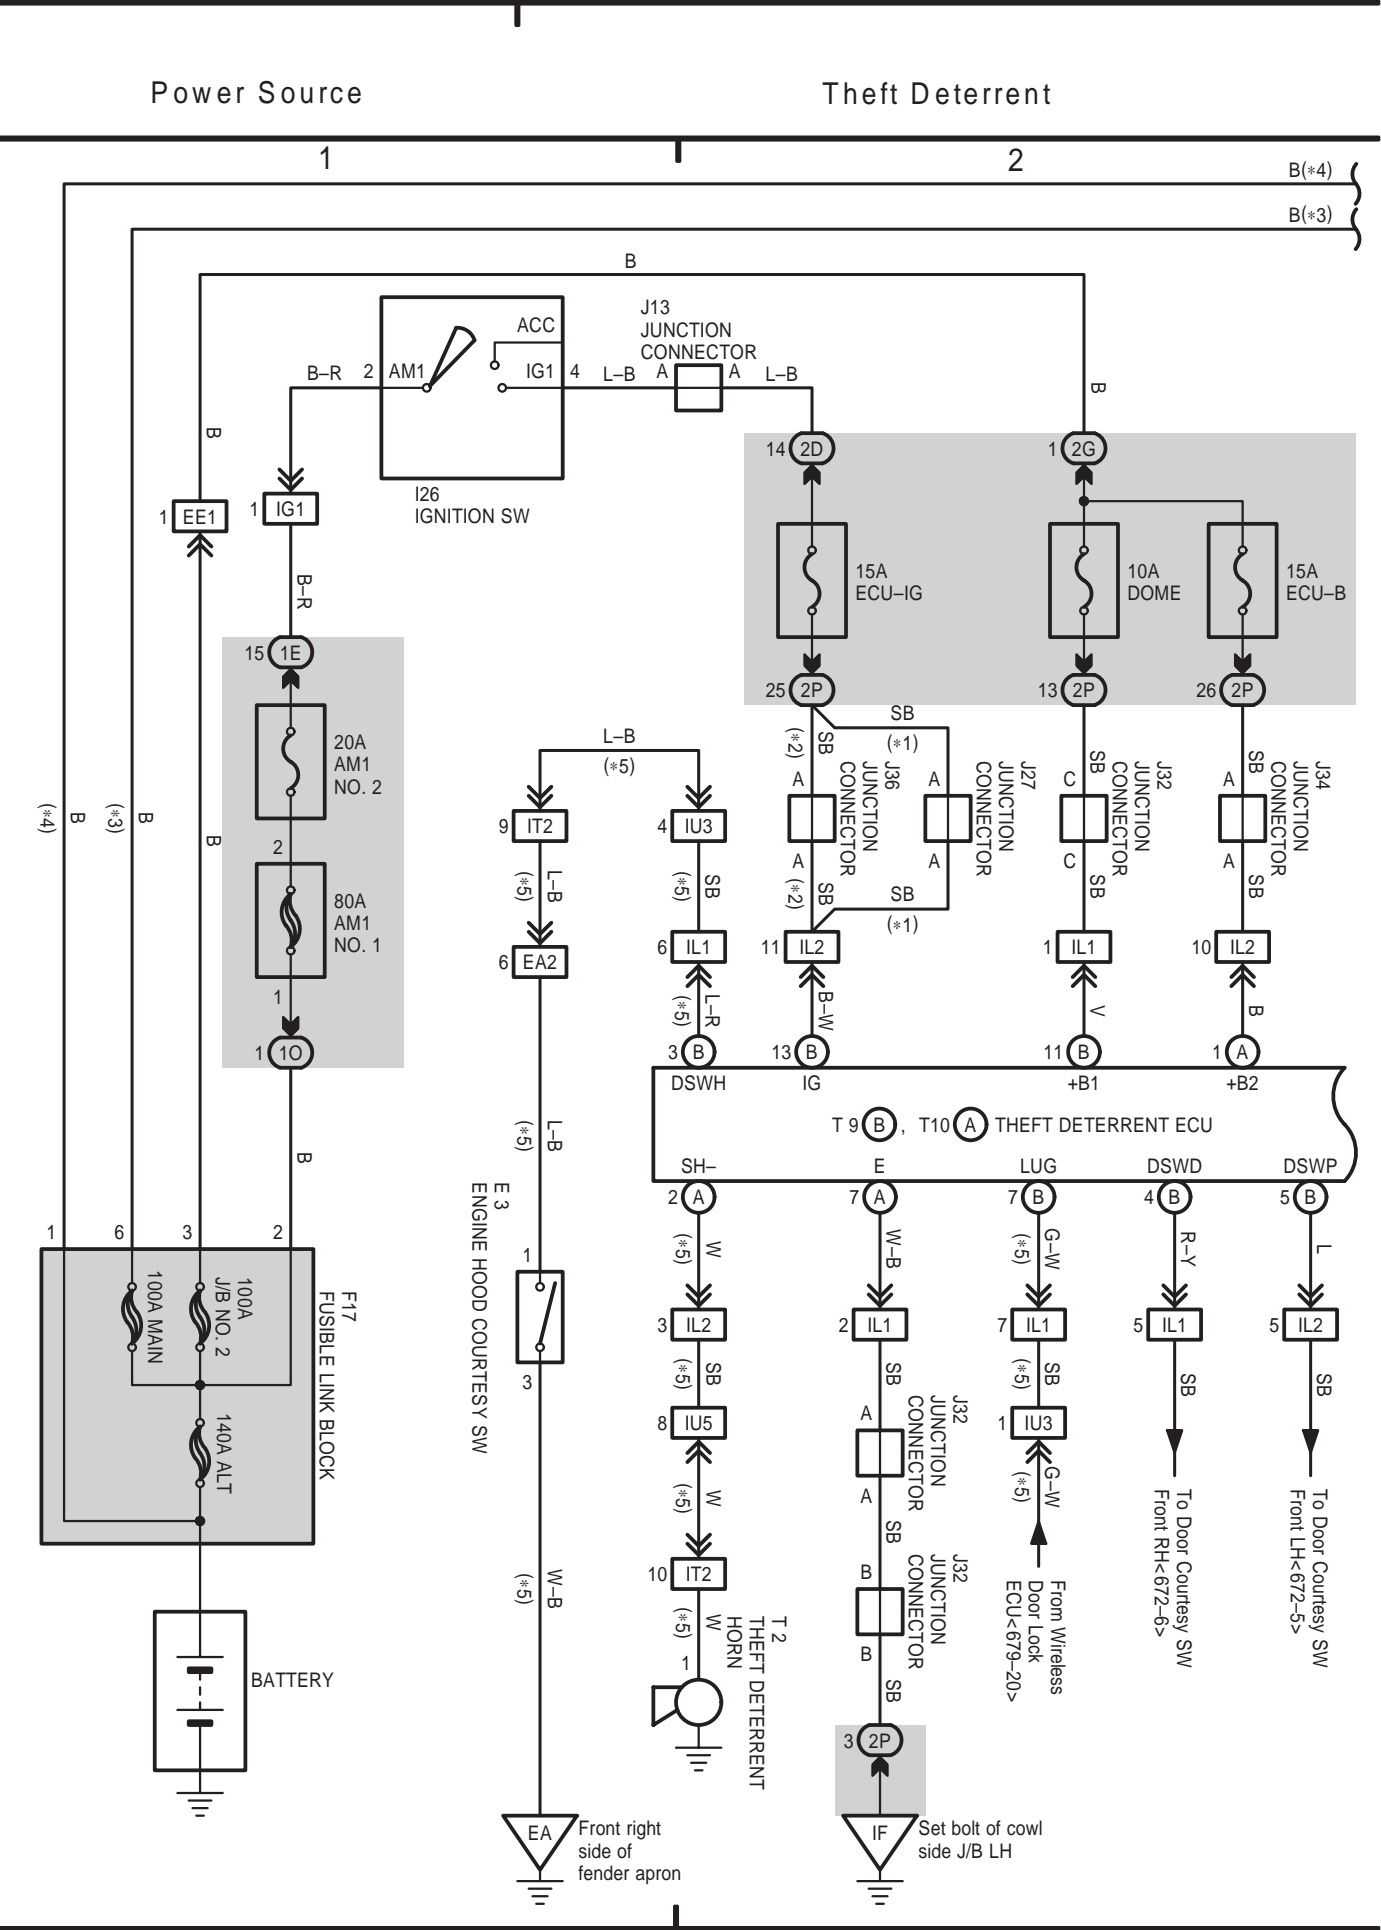 Power Source
Theft Deterrent
1
2
B(∗4)
B(∗3)
B
J13
JUNCTION
CONNECTOR
ACC
B–R
2
AM1
IG1
4
L–B
A
A
L–B
B
B
14
2D
1
2G
I26
IGNITION SW
1
EE1
1
IG1
B–R
15A
ECU–IG
10A
DOME
15A
ECU–B
15
1E
25
2P
13
2P
26
2P
20A
AM1
NO. 2
2
80A
AM1
NO. 1
1
1
1O
(∗4)
B
(∗3)
B
B
B
L–B
(∗5)
9
IT2
4
IU3
(∗5)
L–B
(∗5)
SB
6
EA2
6
IL1
(∗5)
L–R
(∗2)
SB
SB
(∗1)
A
J36
JUNCTION
CONNECTOR
A
A
J27
JUNCTION
CONNECTOR
A
(∗2)
SB
SB
(∗1)
SB
C
J32
JUNCTION
CONNECTOR
C
SB
SB
A
J34
JUNCTION
CONNECTOR
A
SB
11
IL2
1
IL1
10
IL2
B–W
V
B
3
B
13
B
11
B
1
A
DSWH
IG
+B1
+B2
T 9
B
,
T10
A
THEFT DETERRENT ECU
SH–
E
LUG
DSWD
DSWP
2
A
7
A
7
B
4
B
5
B
(∗5)
L–B
E 3
ENGINE HOOD COURTESY SW
1
3
(∗5)
W–B
1
6
3
2
100A MAIN
100A
J/B NO. 2
140A ALT
F17
FUSIBLE LINK BLOCK
BATTERY
(∗5)
W
W–B
(∗5)
G–W
R–Y
L
3
IL2
2
IL1
7
IL1
5
IL1
5
IL2
(∗5)
SB
SB
(∗5)
SB
SB
SB
8
IU5
A
J32
JUNCTION
CONNECTOR
A
1
IU3
(∗5)
W
SB
(∗5)
G–W
To Door Courtesy SW
Front RH<672–6>
To Door Courtesy SW
Front LH<672–5>
10
IT2
B
J32
JUNCTION
CONNECTOR
B
From Wireless
Door Lock
ECU<679–20>
(∗5)
W
1
T 2
THEFT DETERRENT
HORN
SB
3
2P
EA
Front right
side of
fender apron
IF
Set bolt of cowl
side J/B LH